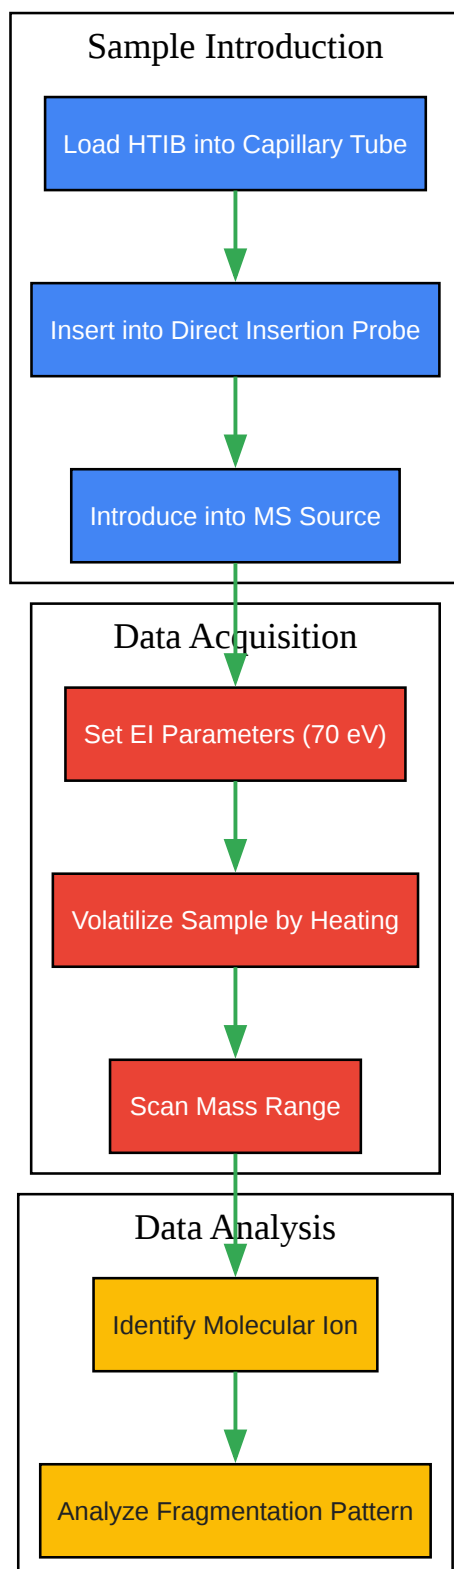 Sample Introduction
Load HTIB into Capillary Tube
Insert into Direct Insertion Probe
Introduce into MS Source
Data Acquisition
Set EI Parameters (70 eV)
Volatilize Sample by Heating
Scan Mass Range
Data Analysis
Identify Molecular Ion
Analyze Fragmentation Pattern